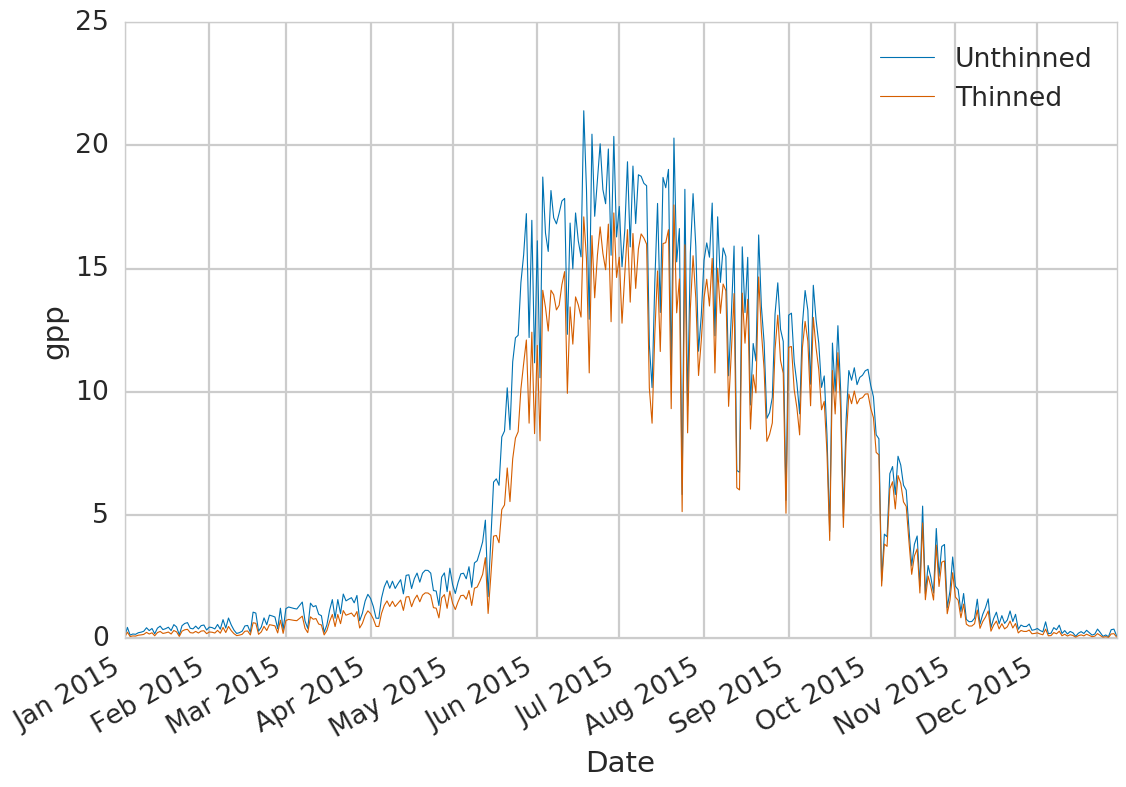 25
20
15
10
5
0
gpp
Unthinned
Thinned
Jan 2015
Feb 2015
Mar 2015
Apr 2015
May 2015
Jun 2015
Jul 2015
Aug 2015
Sep 2015
Oct 2015
Nov 2015
Dec 2015
Date